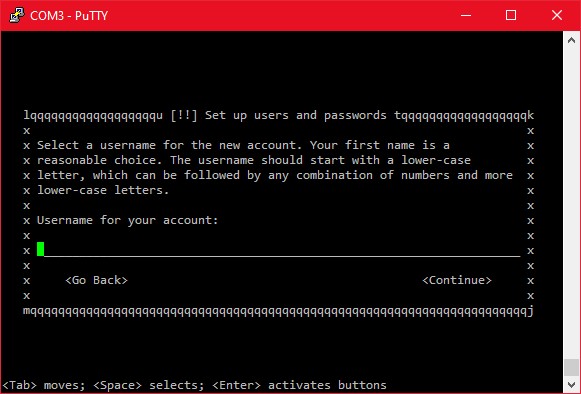 COM3 - PuTTY
lqqqqqqqqqqqqqqqqqqu [!!] Set up users and passwords tqqqqqqqqqqqqqqqqqqk
x x
x Select a username for the new account. Your first name is a x
x reasonable choice. The username should start with a lower-case x
x letter, which can be followed by any combination of numbers and more x
x lower-case letters. x
x x
x Username for your account: x
x x
x ____________________________________________________________________ x
x x
x <Go Back> <Continue> x
x x
mqqqqqqqqqqqqqqqqqqqqqqqqqqqqqqqqqqqqqqqqqqqqqqqqqqqqqqqqqqqqqqqqqqqqqqqj
<Tab> moves; <Space> selects; <Enter> activates buttons